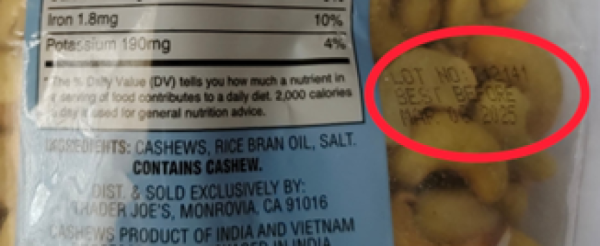 Iron 1.8mg 10%
Potassium 190mg 4%
*The % Daily Value (DV) tells you how much a nutrient in
a serving of food contributes to a daily diet. 2,000 calories
a day is used for general nutrition advice.
INGREDIENTS: CASHEWS, RICE BRAN OIL, SALT.
CONTAINS CASHEW.
DIST. & SOLD EXCLUSIVELY BY:
TRADER JOE'S, MONROVIA, CA 91016
CASHEWS PRODUCT OF INDIA AND VIETNAM
IN INDIA
LOT NO:
BEST BEFORE
MAR 2025